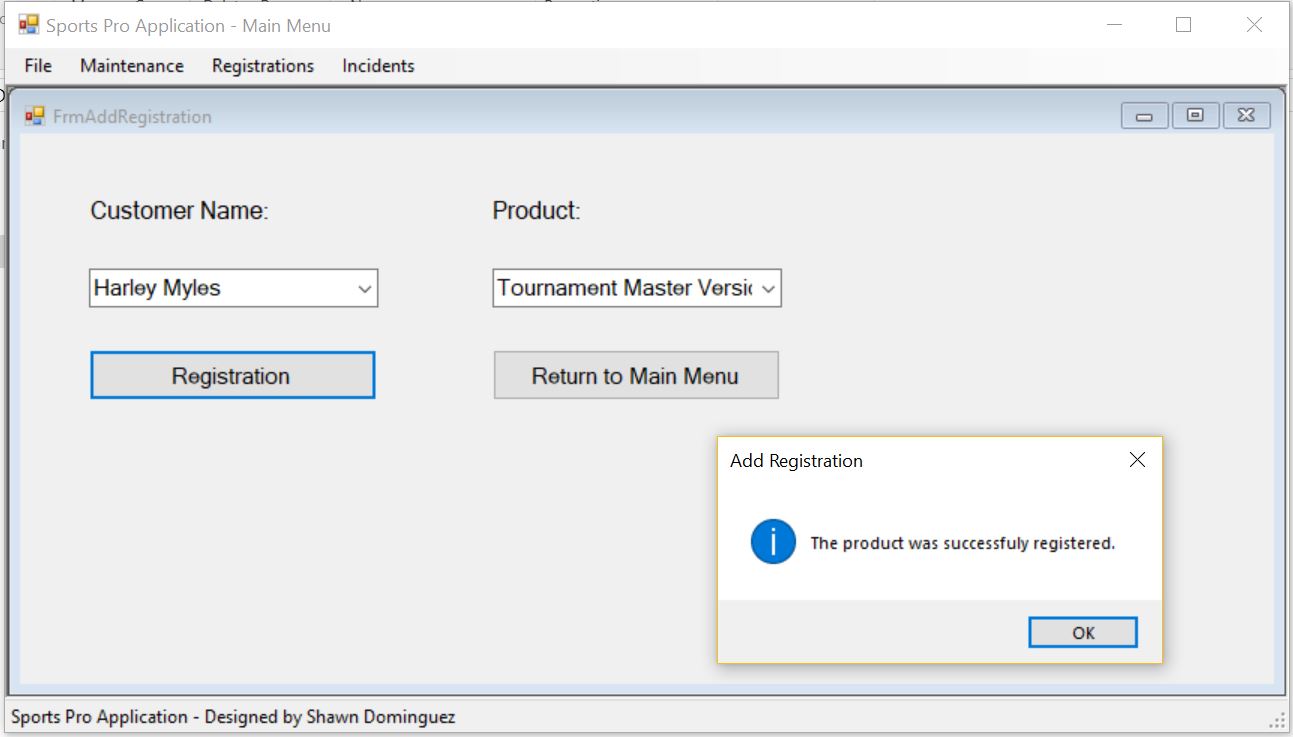 Sports Pro Application - Main Menu
File Maintenance Registrations Incidents
FrmAddRegistration
Customer Name: Product:
Harley Myles Tournament Master Versic
Registration Return to Main Menu
Add Registration
The product was successfuly registered.
OK
Sports Pro Application - Designed by Shawn Dominguez